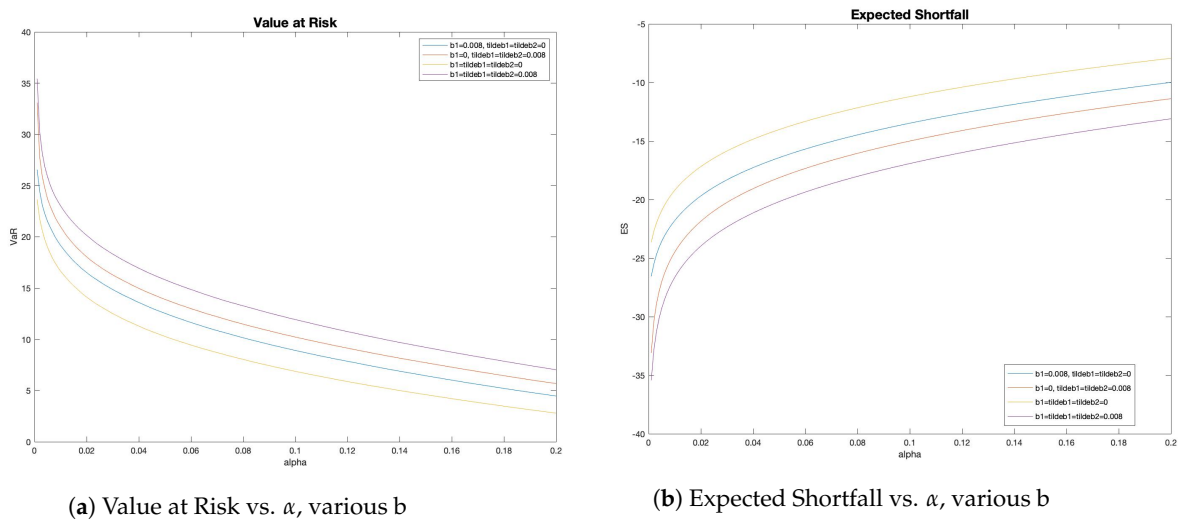 Value at Risk
40
35
30
25
20
15
10
5
0
VaR
0
0.02
0.04
0.06
0.08
0.1
0.12
0.14
0.16
0.18
0.2
alpha
b1=0.008, tildeb1=tildeb2=0
b1=0, tildeb1=tildeb2=0.008
b1=tildeb1=tildeb2=0
b1=tildeb1=tildeb2=0.008
(a) Value at Risk vs. α, various b
Expected Shortfall
-5
-10
-15
-20
-25
-30
-35
-40
ES
0
0.02
0.04
0.06
0.08
0.1
0.12
0.14
0.16
0.18
0.2
alpha
b1=0.008, tildeb1=tildeb2=0
b1=0, tildeb1=tildeb2=0.008
b1=tildeb1=tildeb2=0
b1=tildeb1=tildeb2=0.008
(b) Expected Shortfall vs. α, various b